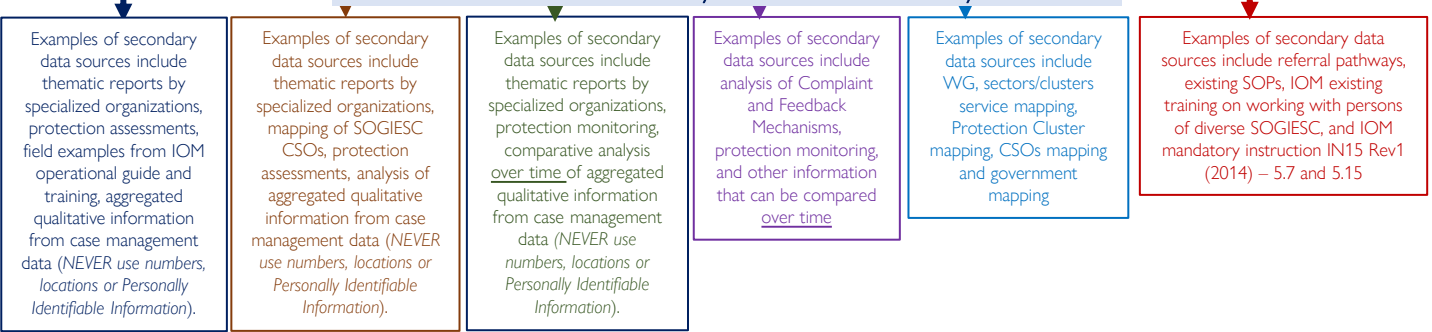 Examples of secondary
data sources include
thematic reports by
specialized organizations,
protection assessments,
field examples from IOM
operational guide and
training, aggregated
qualitative information
from case management
data (NEVER use numbers,
locations or Personally
Identifiable Information).
Examples of secondary
data sources include
thematic reports by
specialized organizations,
mapping of SOGIESC
CSOs, protection
assessments, analysis of
aggregated qualitative
information from case
management data (NEVER
use numbers, locations or
Personally Identifiable
Information).
Examples of secondary
data sources include
thematic reports by
specialized organizations,
protection monitoring,
comparative analysis
over time of aggregated
qualitative information
from case management
data (NEVER use
numbers, locations or
Personally Identifiable
Information).
Examples of secondary
data sources include
analysis of Complaint
and Feedback
Mechanisms,
protection monitoring,
and other information
that can be compared
over time
Examples of secondary
data sources include
WG, sectors/clusters
service mapping,
Protection Cluster
mapping, CSOs mapping
and government
mapping
Examples of secondary data
sources include referral pathways,
existing SOPs, IOM existing
training on working with persons
of diverse SOGIESC, and IOM
mandatory instruction IN15 Rev1
(2014) – 5.7 and 5.15